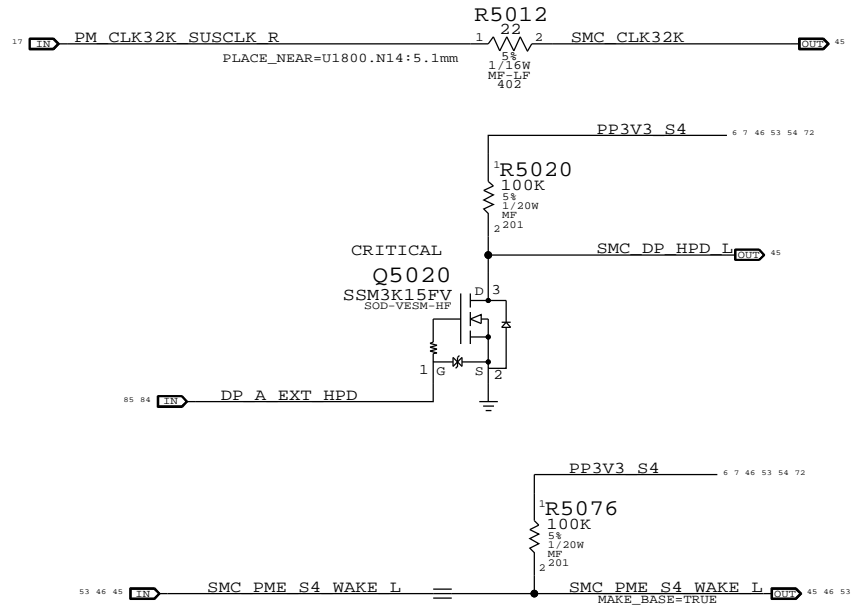 R5012
22
17 IN PM_CLK32K_SUSCLK_R 1 2 SMC_CLK32K OUT 45
PLACE_NEAR=U1800.N14:5.1mm
5%
1/16W
MF-LF
402
PP3V3_S4 6 7 46 53 54 72
1
R5020
100K
5%
1/20W
MF
2 201
SMC_DP_HPD_L OUT 45
CRITICAL
Q5020
SSM3K15FV
SOD-VESM-HF
D 3
1 G S 2
85 84 IN DP_A_EXT_HPD
PP3V3_S4 6 7 46 53 54 72
1
R5076
100K
5%
1/20W
MF
2 201
53 46 45 IN SMC_PME_S4_WAKE_L SMC_PME_S4_WAKE_L OUT 45 46 53
MAKE_BASE=TRUE